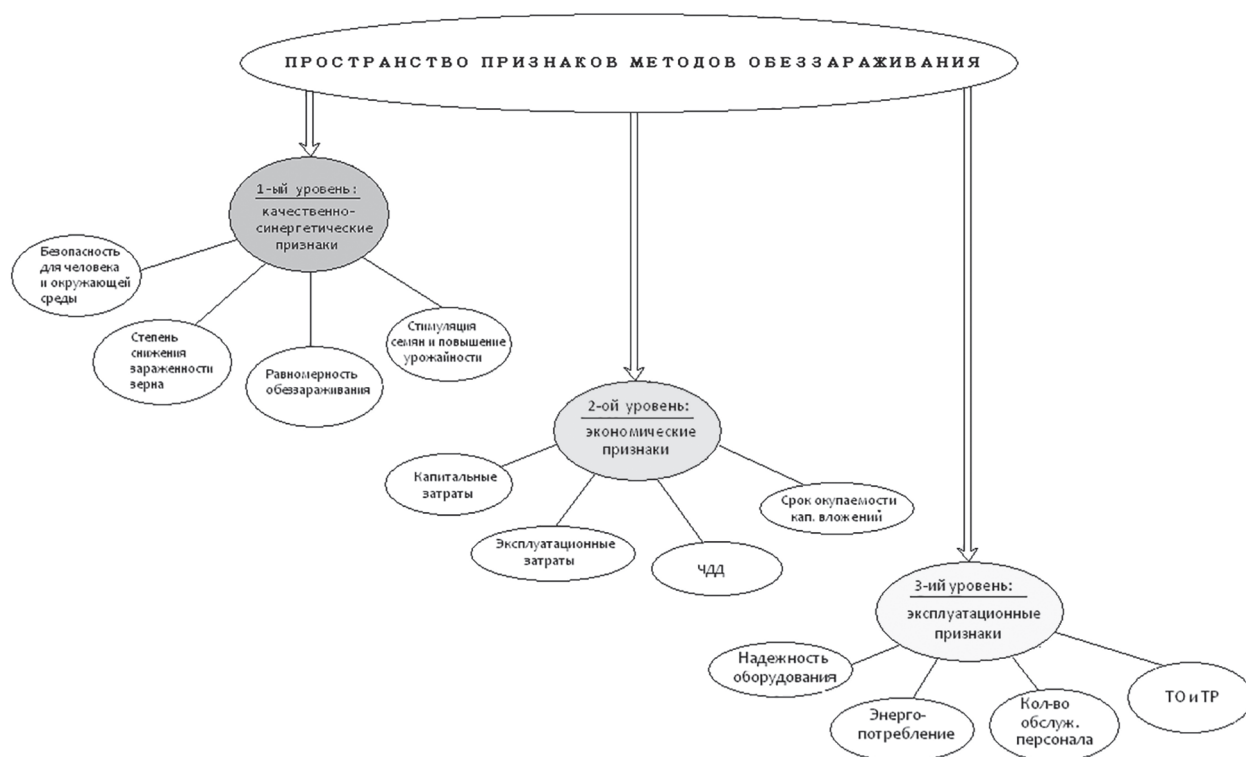 ПРОСТРАНСТВО ПРИЗНАКОВ МЕТОДОВ ОБЕЗЗАРАЖИВАНИЯ
1-ый уровень:
качественно-
синергетические
признаки
Безопасность
для человека
и окружающей
среды
Степень
снижения
зараженности
зерна
Равномерность
обеззараживания
Стимуляция
семян и повышение
урожайности
2-ой уровень:
экономические
признаки
Капитальные
затраты
Эксплуатационные
затраты
ЧДД
Срок окупаемости
кап. вложений
3-ий уровень:
эксплуатационные
признаки
Надежность
оборудования
Энерго-
потребление
Кол-во
обслуж.
персонала
ТО и ТР